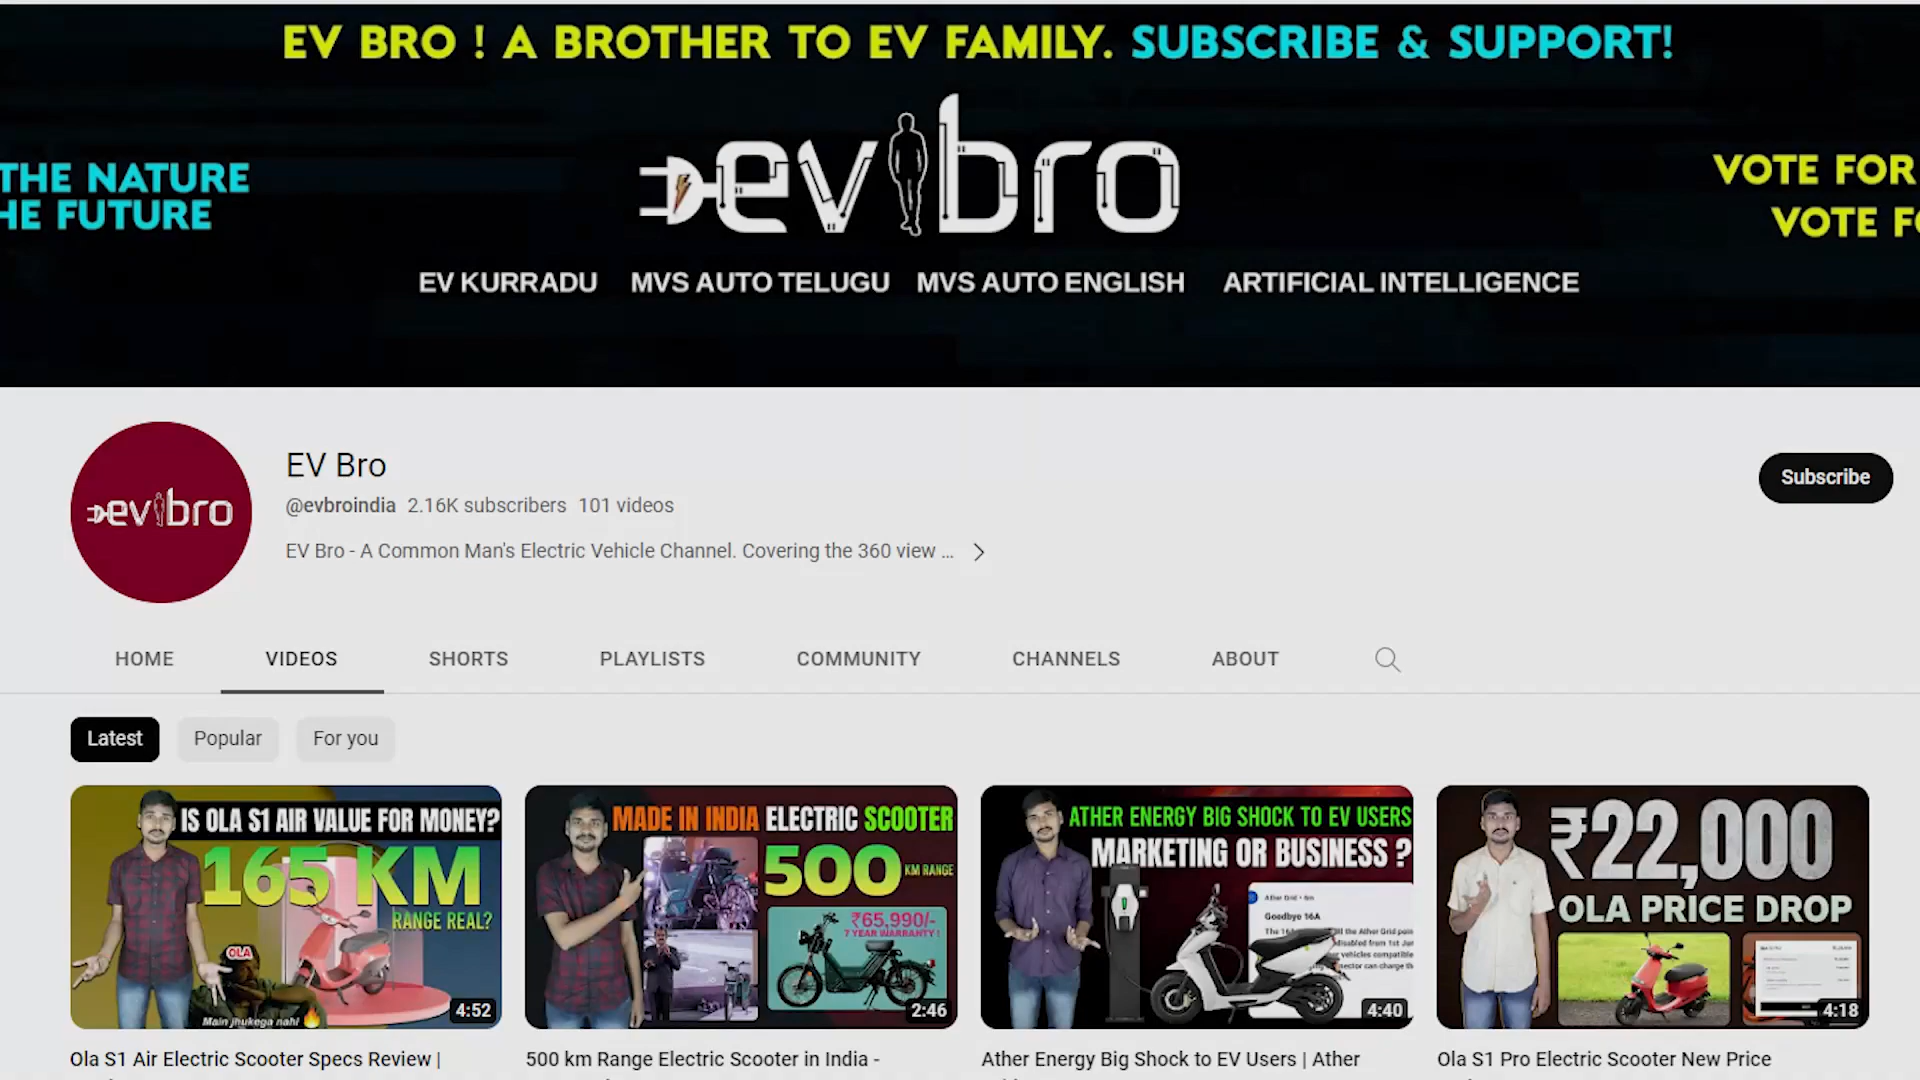 EV BRO ! A BROTHER TO EV FAMILY. SUBSCRIBE & SUPPORT!
THE NATURE
HE FUTURE
evbro
VOTE FOR
VOTE
EV KURRADU MVS AUTO TELUGU MVS AUTO ENGLISH ARTIFICIAL INTELLIGENCE
evbro
EV Bro
@evbroindia 2.16K subscribers 101 videos
EV Bro - A Common Man's Electric Vehicle Channel. Covering the 360 view ...
Subscribe
HOME VIDEOS SHORTS PLAYLISTS COMMUNITY CHANNELS ABOUT
Latest Popular For you
IS OLA S1 AIR VALUE FOR MONEY?
165 KM
RANGE REAL?
OLA
Main jhukega nahi
4:52
MADE IN INDIA ELECTRIC SCOOTER
500 KM RANGE
₹65,990/-
7 YEAR WARRANTY !
2:46
ATHER ENERGY BIG SHOCK TO EV USERS
MARKETING OR BUSINESS ?
Ather Grid • 6m
Goodbye 16A
4:40
₹22,000
OLA PRICE DROP
4:18
Ola S1 Air Electric Scooter Specs Review |
500 km Range Electric Scooter in India -
Ather Energy Big Shock to EV Users | Ather
Ola S1 Pro Electric Scooter New Price